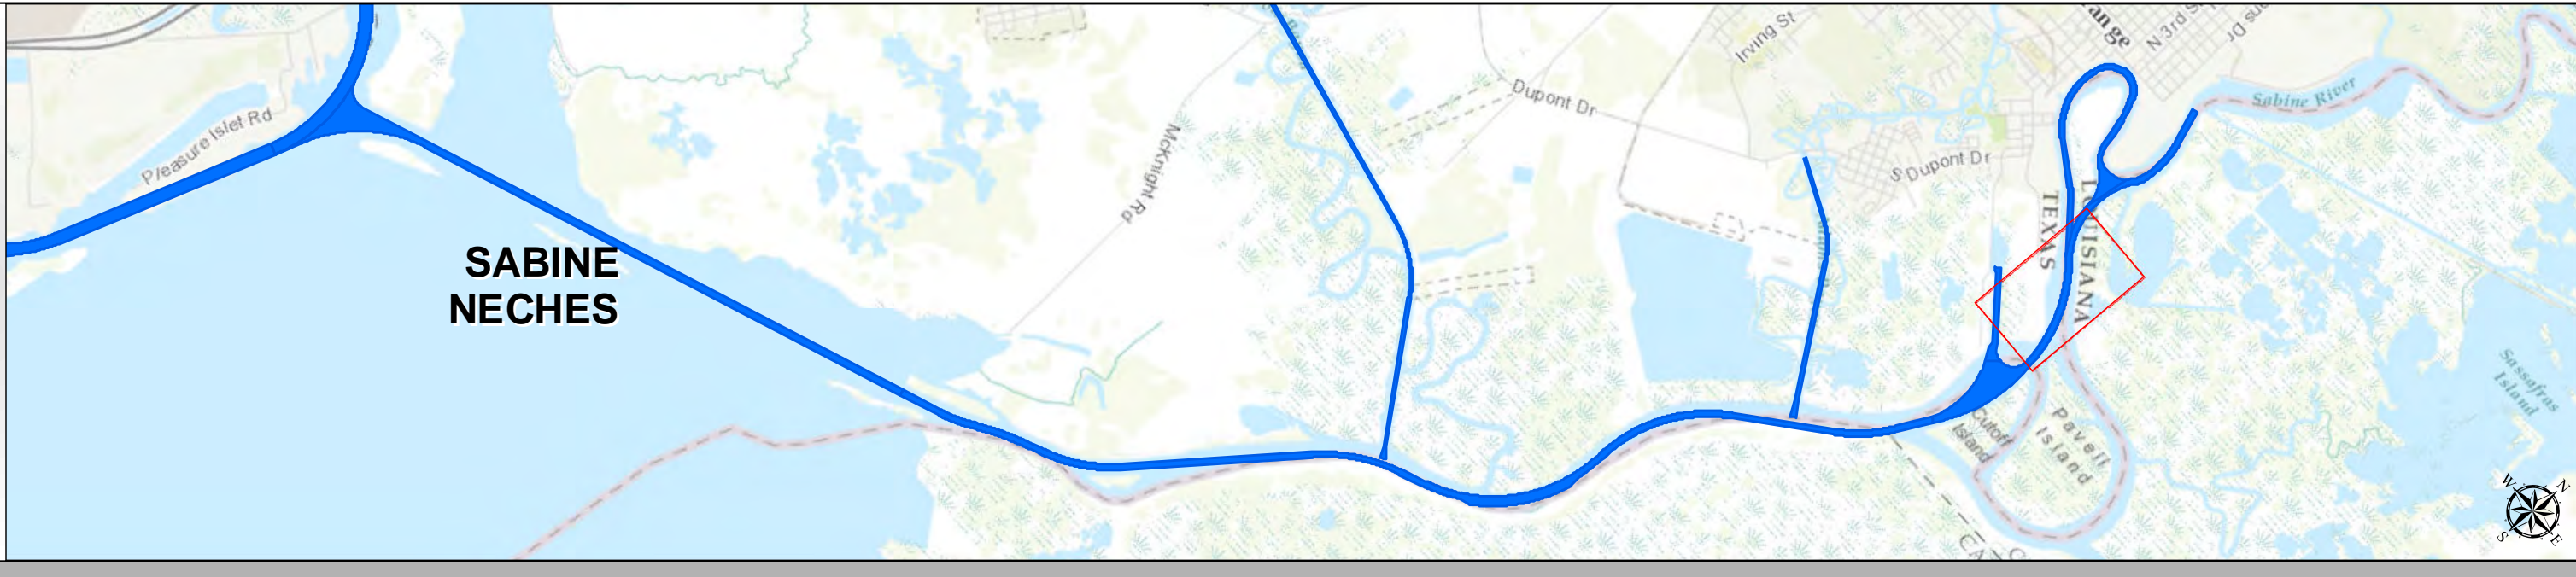 Pleasure Islet Rd
SABINE
NECHES
McKnight Rd
Dupont Dr
Irving St
S Dupont Dr
N 3rd S
Sabine River
TEXAS
LOUISIANA
Cutoff
Island
Pavell
Island
Sassafras
Island
W
N
S
E